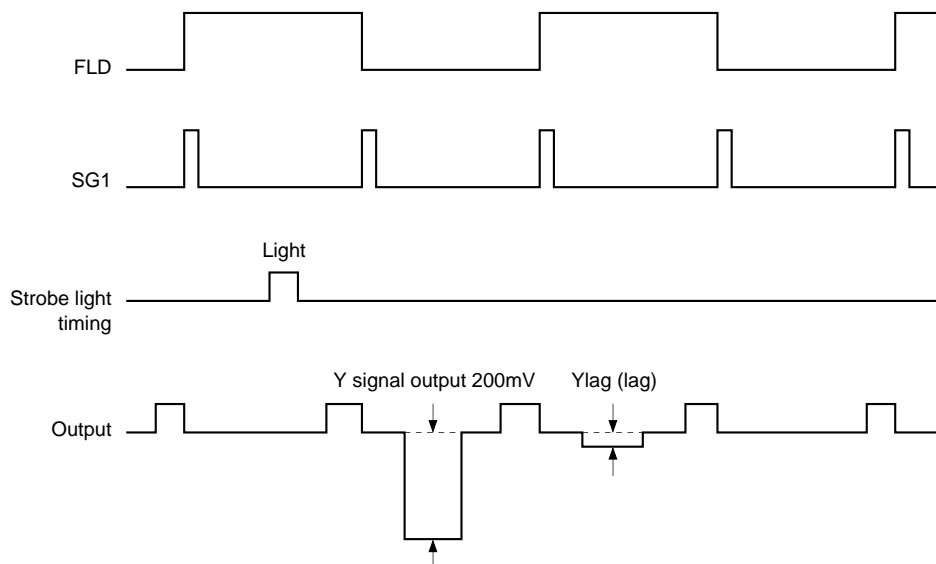 FLD
SG1
Light
Strobe light
timing
Y signal output 200mV
Ylag (lag)
Output